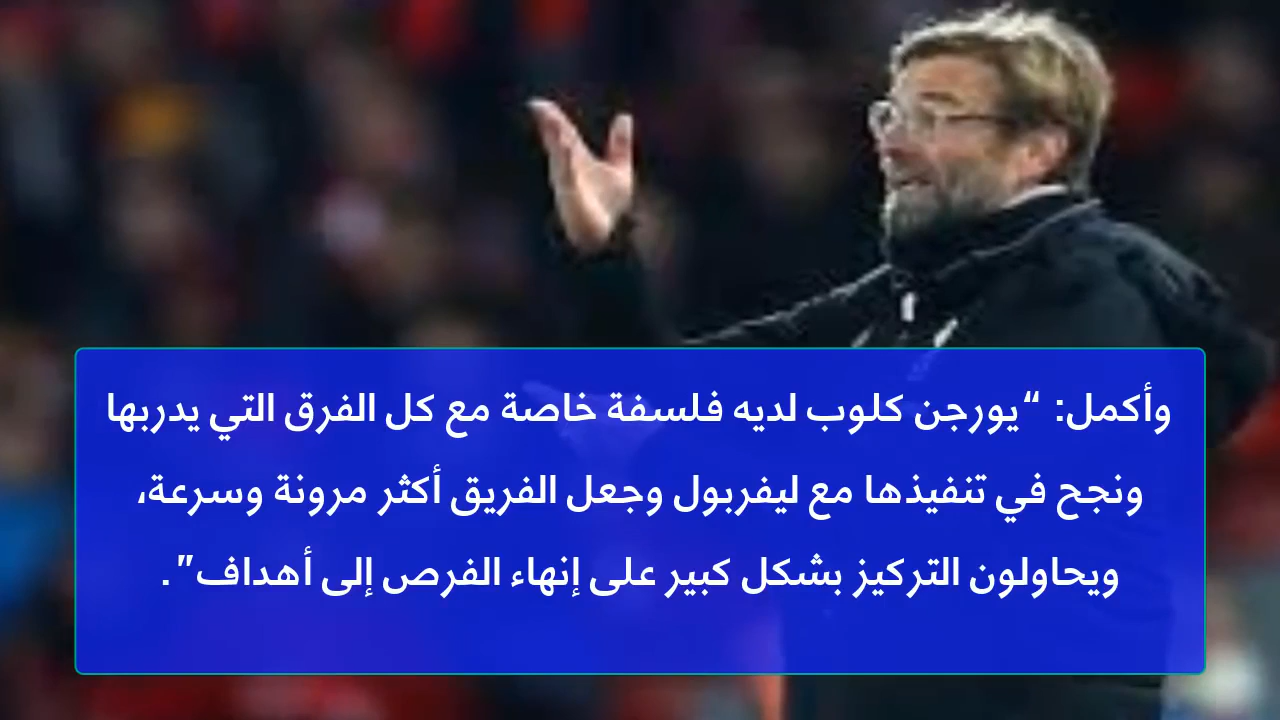 وأكمل: “يورجن كلوب لديه فلسفة خاصة مع كل الفرق التي يدربها
ونجح في تنفيذها مع ليفربول وجعل الفريق أكثر مرونة وسرعة،
ويحاولون التركيز بشكل كبير على إنهاء الفرص إلى أهداف”.